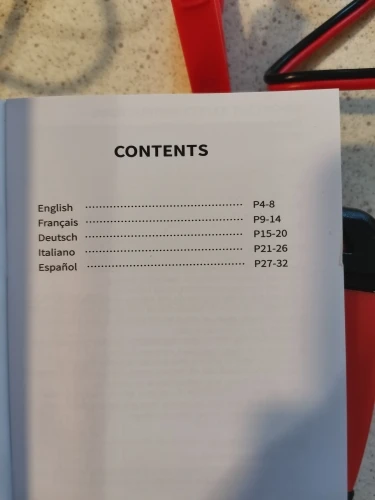 CONTENTS
English ........................................ P4-8
Français ........................................ P9-14
Deutsch ........................................ P15-20
Italiano ........................................ P21-26
Español ........................................ P27-32